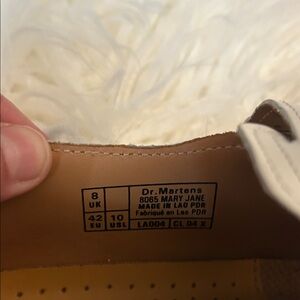 8 UK
42 EU 10 USL
Dr. Martens
8065 MARY JANE
MADE IN LAO PDR
Fabriqué en Lao PDR
LA004 CL 04 X